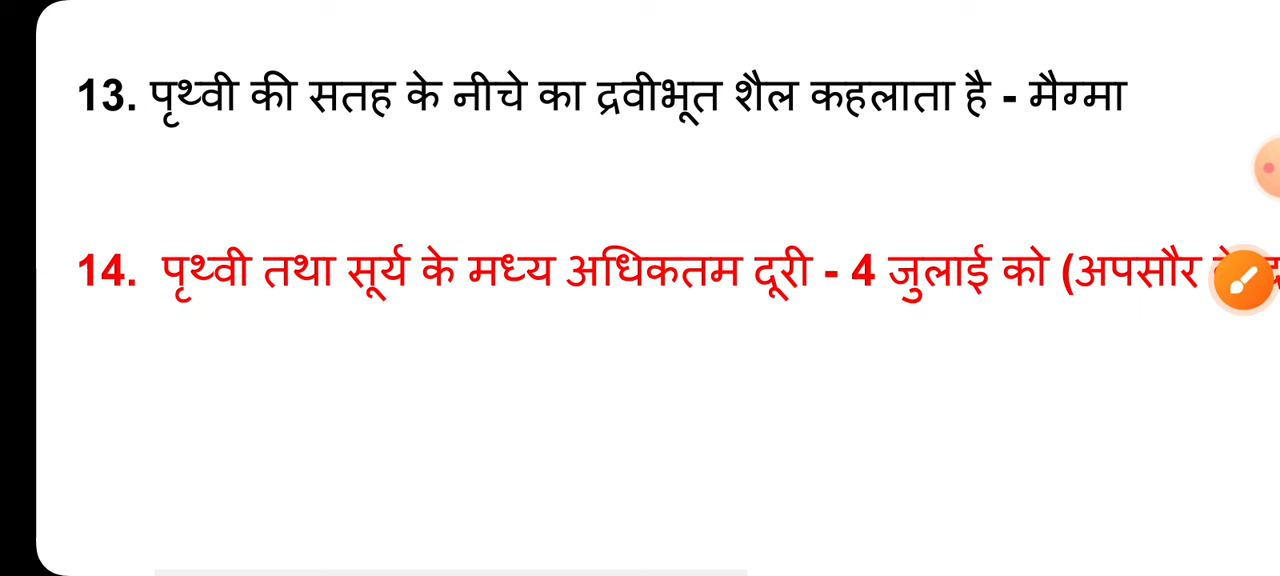 13. पृथ्वी की सतह के नीचे का द्रवीभूत शैल कहलाता है - मैग्मा
14. पृथ्वी तथा सूर्य के मध्य अधिकतम दूरी - 4 जुलाई को (अपसौर